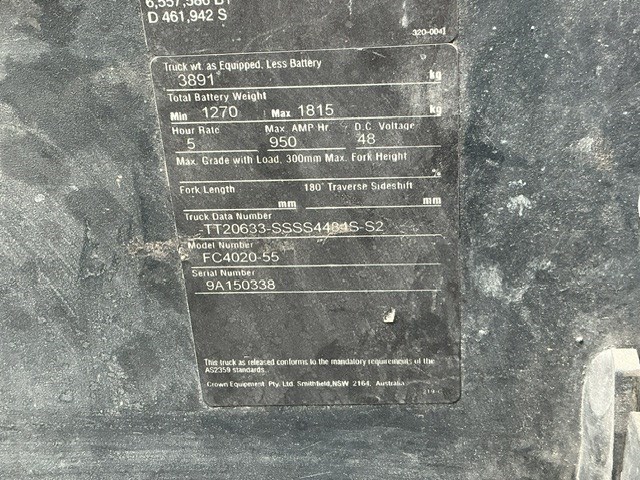 D 461,942 S
320-004
Truck wt. as Equipped, Less Battery
3891 kg
Total Battery Weight
Min 1270 Max 1815 kg
Hour Rate Max. AMP Hr D.C. Voltage
5 950 48
Max. Grade with Load, 300mm Max. Fork Height
%
Fork Length 180° Traverse Sideshift
mm mm
Truck Data Number
TT20633-SSSS4484S-S2
Model Number
FC4020-55
Serial Number
9A150338
This truck as released conforms to the mandatory requirements of the
AS2359 standards.
Crown Equipment Pty. Ltd. Smithfield,NSW 2164, Australia